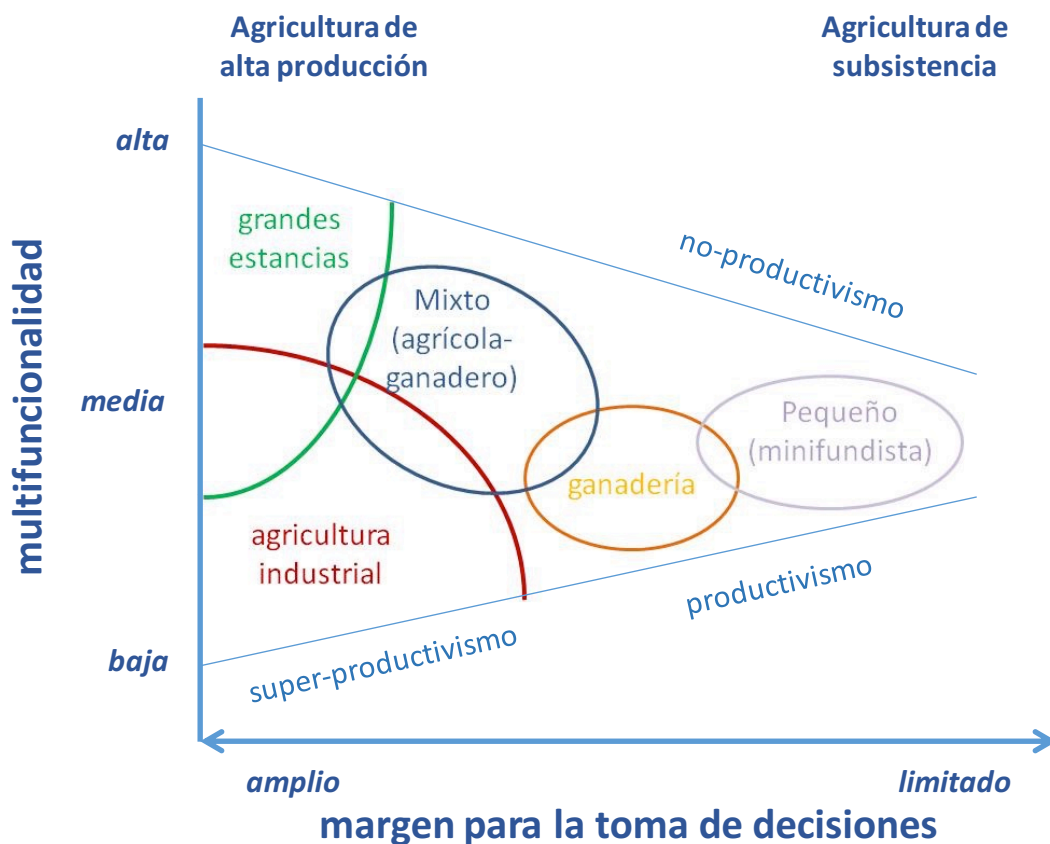 Agricultura de
alta producción
Agricultura de
subsistencia
alta
grandes
estancias
no-productivismo
Mixto
(agrícola-
ganadero)
multifuncionalidad
media
Pequeño
(minifundista)
ganadería
agricultura
industrial
productivismo
super-productivismo
baja
amplio
limitado
margen para la toma de decisiones